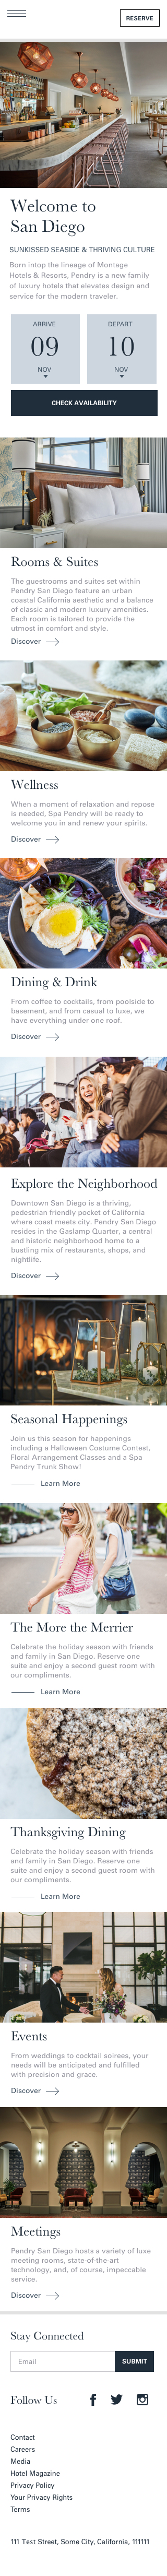 RESERVE
Welcome to
San Diego
SUNKISSED SEASIDE & THRIVING CULTURE
Born intop the lineage of Montage
Hotels & Resorts, Pendry is a new family
of luxury hotels that elevates design and
service for the modern traveler.
ARRIVE
DEPART
09
10
NOV
NOV
CHECK AVAILABILITY
Rooms & Suites
The guestrooms and suites set within
Pendry San Diego feature an urban
coastal California aesthetic and a balance
of classic and modern luxury amenities.
Each room is tailored to provide the
utmost in comfort and style.
Discover
Wellness
When a moment of relaxation and repose
is needed, Spa Pendry will be ready to
welcome you in and renew your spirits.
Discover
Dining & Drink
From coffee to cocktails, from poolside to
basement, and from casual to luxe, we
have everything under one roof.
Discover
Explore the Neighborhood
Downtown San Diego is a thriving,
pedestrian friendly pocket of California
where coast meets city. Pendry San Diego
resides in the Gaslamp Quarter, a central
and historic neighborhood home to a
bustling mix of restaurants, shops, and
nightlife.
Discover
Seasonal Happenings
Join us this season for happenings
including a Halloween Costume Contest,
Floral Arrangement Classes and a Spa
Pendry Trunk Show!
Learn More
The More the Merrier
Celebrate the holiday season with friends
and family in San Diego. Reserve one
suite and enjoy a second guest room with
our compliments.
Learn More
Thanksgiving Dining
Celebrate the holiday season with friends
and family in San Diego. Reserve one
suite and enjoy a second guest room with
our compliments.
Learn More
Events
From weddings to cocktail soirees, your
needs will be anticipated and fulfilled
with precision and grace.
Discover
Meetings
Pendry San Diego hosts a variety of luxe
meeting rooms, state-of-the-art
technology, and, of course, impeccable
service.
Discover
Stay Connected
Email
SUBMIT
Follow Us
Contact
Careers
Media
Hotel Magazine
Privacy Policy
Your Privacy Rights
Terms
111 Test Street, Some City, California, 111111